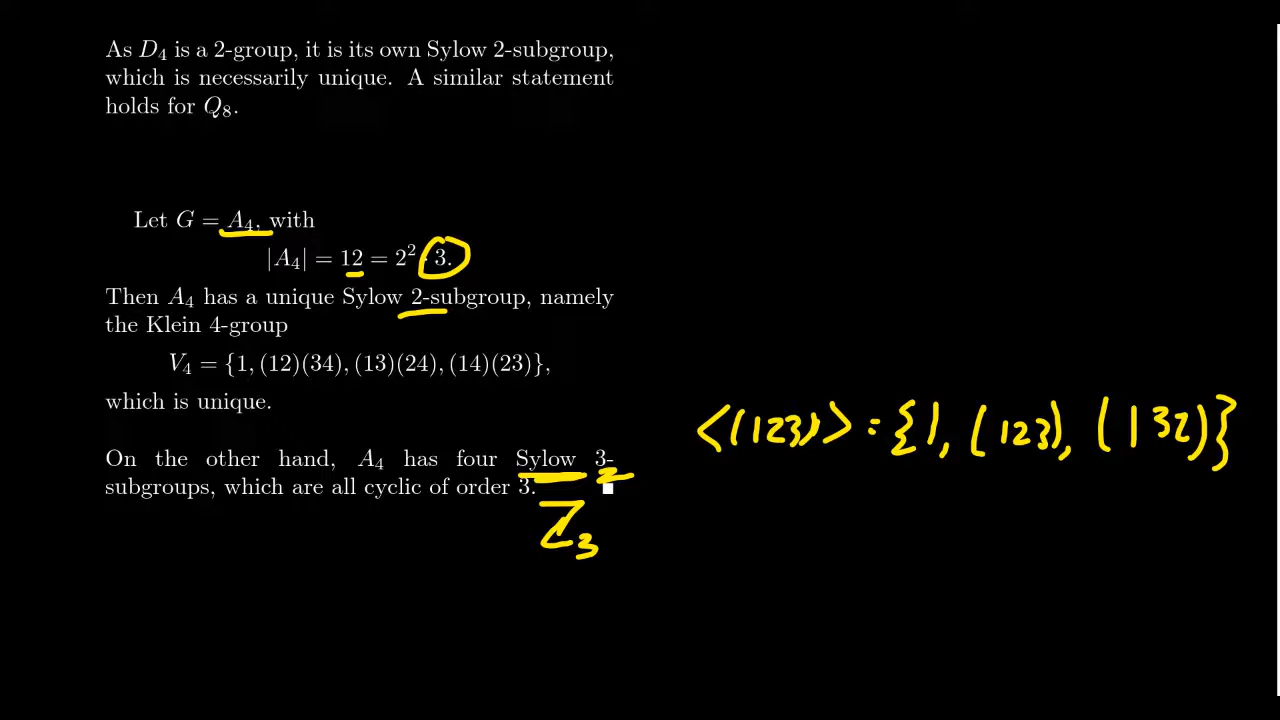 As D₄ is a 2-group, it is its own Sylow 2-subgroup,
which is necessarily unique. A similar statement
holds for Q₈.
Let G = A₄, with
|A₄| = 12 = 2² · 3.
Then A₄ has a unique Sylow 2-subgroup, namely
the Klein 4-group
V₄ = {1, (12)(34), (13)(24), (14)(23)},
which is unique.
<(123)> = {1, (123), (132)}
On the other hand, A₄ has four Sylow 3-
subgroups, which are all cyclic of order 3.
Z₃